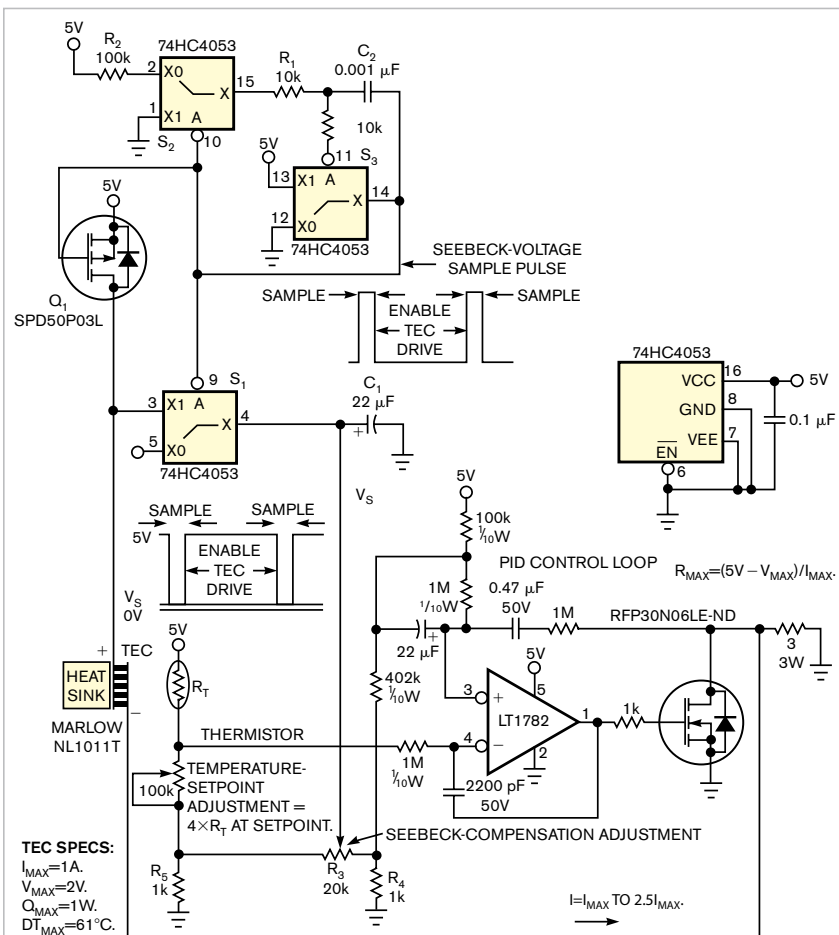 5V
R2
100k
74HC4053
2
X0
X
15
1
X1 A
S2
10
R1
10k
C2
0.001 µF
10k
5V
11
S3
13
X1 A
X
14
12
X0
74HC4053
5V
Q1
SPD50P03L
SEEBECK-VOLTAGE
SAMPLE PULSE
SAMPLE
SAMPLE
ENABLE
TEC
DRIVE
9
S1
3
X1 A
X
4
5
X0
74HC4053
C1
22 µF
+
VS
74HC4053
VCC
16
5V
GND
8
VEE
7
EN
6
0.1 µF
SAMPLE
SAMPLE
5V
ENABLE
TEC
DRIVE
VS
0V
5V
100k
1/10W
PID CONTROL LOOP
RMAX=(5V – VMAX)/IMAX.
1M
1/10W
0.47 µF
50V
1M
RFP30N06LE-ND
3
3W
+
22 µF
402k
1/10W
5V
5
3
+
LT1782
1
4
–
2
1k
2200 pF
50V
+
TEC
–
HEAT
SINK
MARLOW
NL1011T
5V
RT
THERMISTOR
1M
1/10W
100k
TEMPERATURE-
SETPOINT
ADJUSTMENT =
4×RT AT SETPOINT.
SEEBECK-COMPENSATION ADJUSTMENT
R3
20k
R5
1k
R4
1k
TEC SPECS:
IMAX=1A.
VMAX=2V.
QMAX=1W.
DTMAX=61°C.
I=IMAX TO 2.5IMAX.